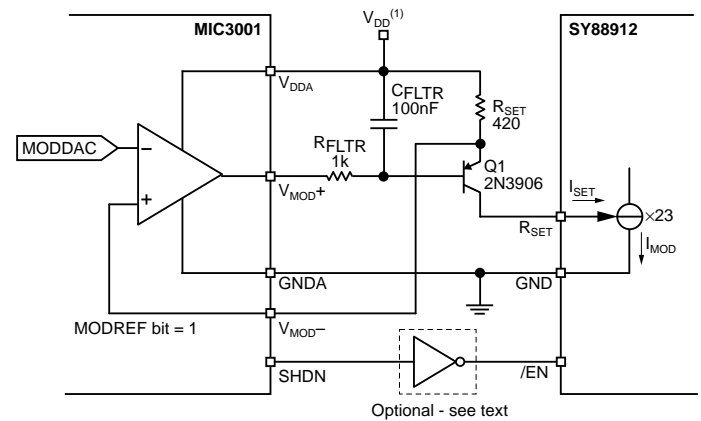 MIC3001
V_DD(1)
SY88912
V_DDA
C_FLTR
100nF
R_SET
420
MODDAC
−
+
R_FLTR
1k
V_MOD+
Q1
2N3906
I_SET
R_SET
×23
I_MOD
GNDA
GND
MODREF bit = 1
V_MOD−
SHDN
/EN
Optional - see text